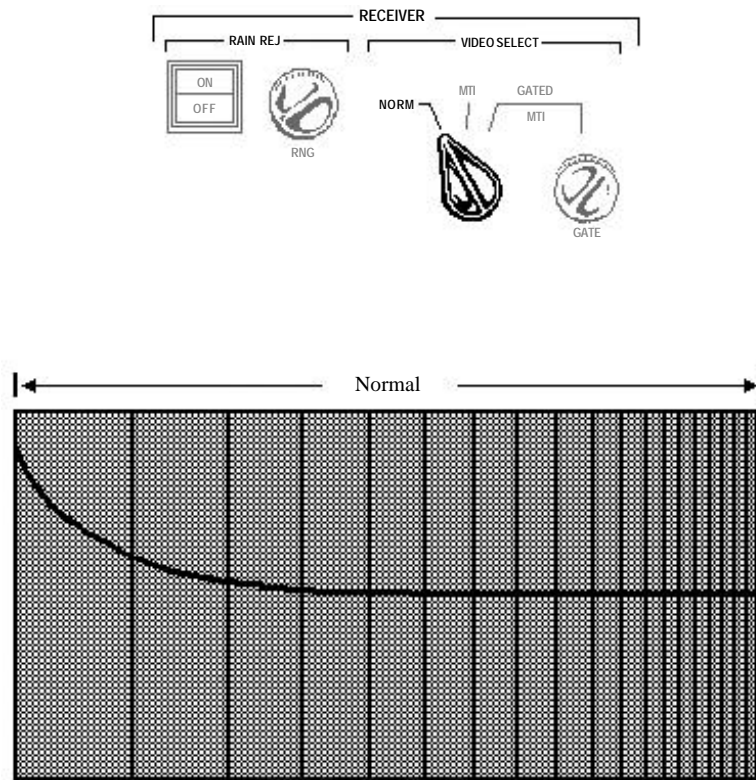 RECEIVER
RAIN REJ
VIDEO SELECT
ON
OFF
RNG
NORM
MTI
GATED
MTI
GATE
Normal